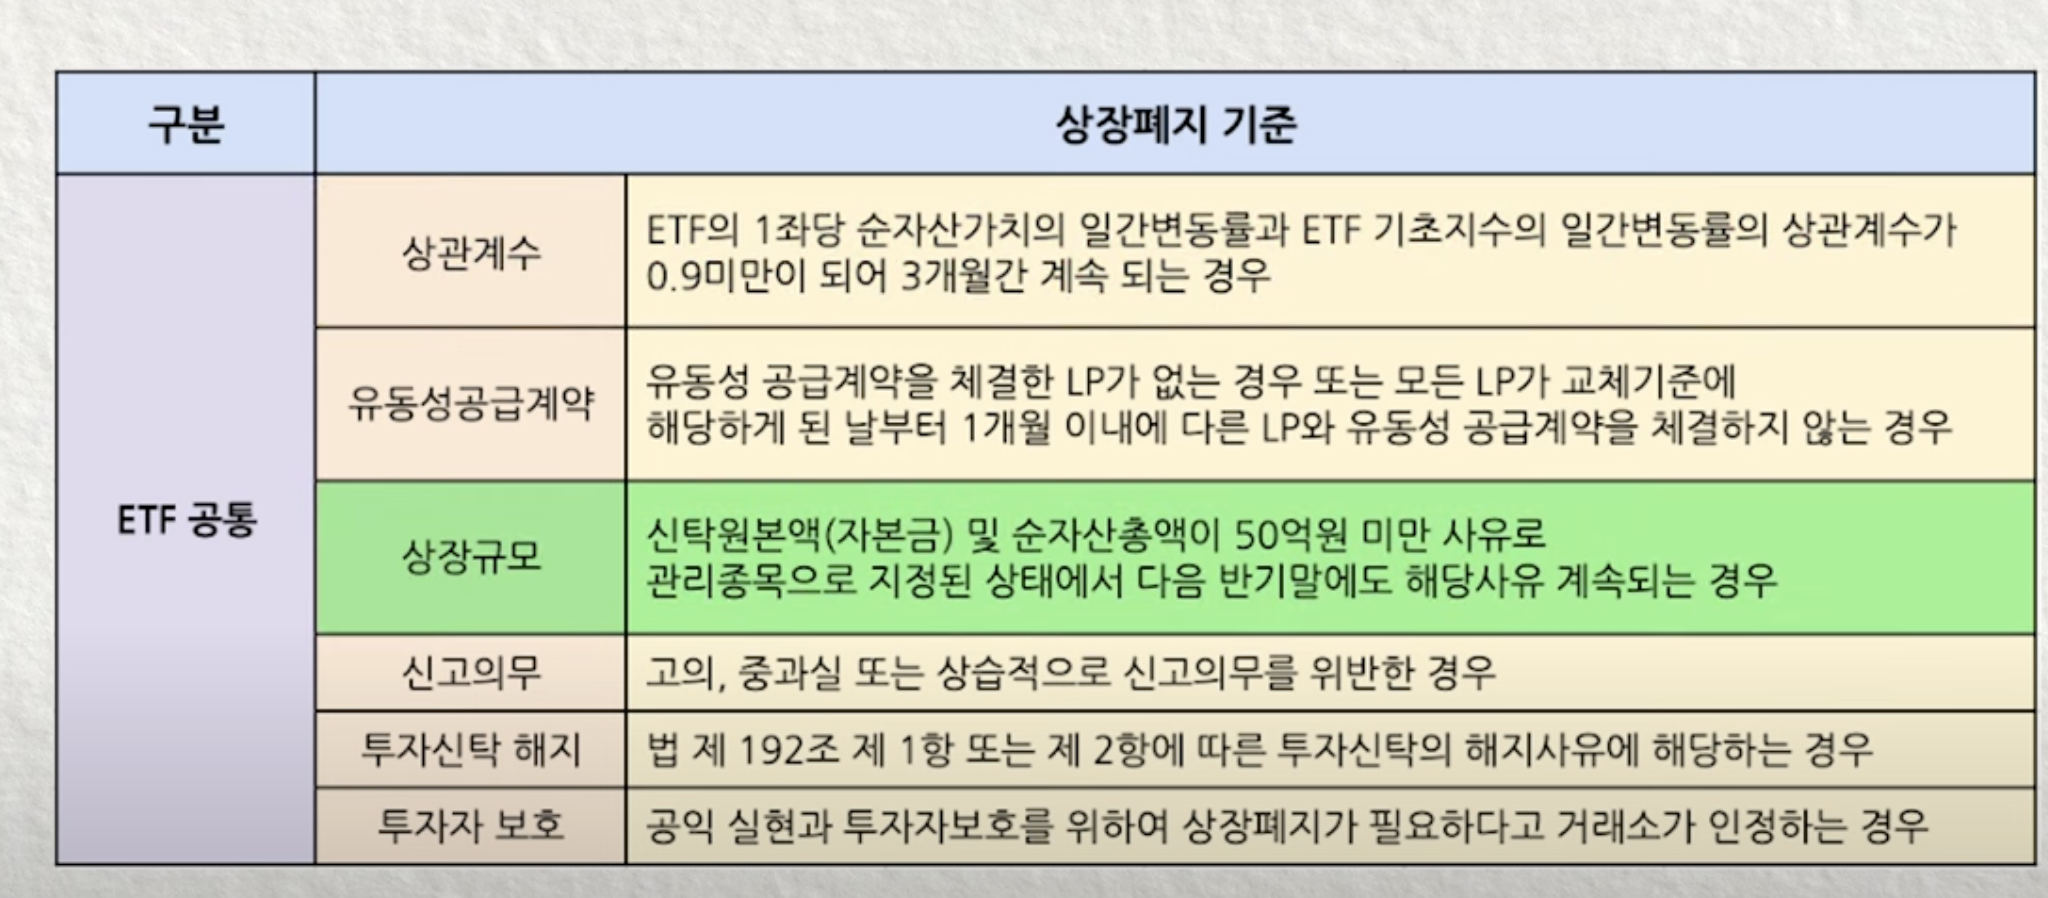 구분
상장폐지 기준
ETF 공통
상관계수
ETF의 1좌당 순자산가치의 일간변동률과 ETF 기초지수의 일간변동률의 상관계수가
0.9미만이 되어 3개월간 계속 되는 경우
유동성공급계약
유동성 공급계약을 체결한 LP가 없는 경우 또는 모든 LP가 교체기준에
해당하게 된 날부터 1개월 이내에 다른 LP와 유동성 공급계약을 체결하지 않는 경우
상장규모
신탁원본액(자본금) 및 순자산총액이 50억원 미만 사유로
관리종목으로 지정된 상태에서 다음 반기말에도 해당사유 계속되는 경우
신고의무
고의, 중과실 또는 상습적으로 신고의무를 위반한 경우
투자신탁 해지
법 제 192조 제 1항 또는 제 2항에 따른 투자신탁의 해지사유에 해당하는 경우
투자자 보호
공익 실현과 투자자보호를 위하여 상장폐지가 필요하다고 거래소가 인정하는 경우